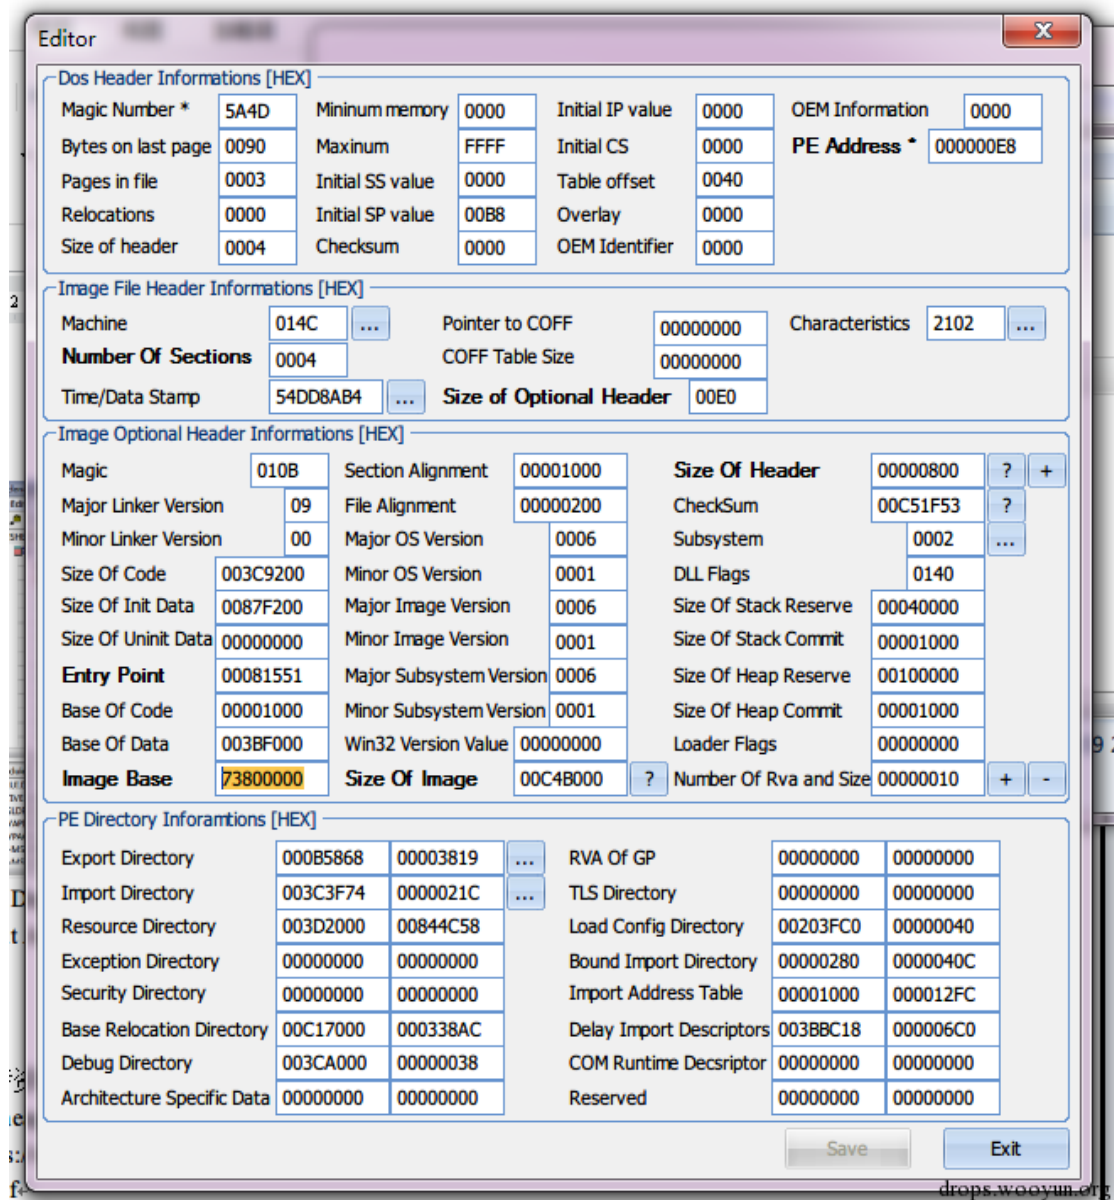 Editor
Dos Header Informations [HEX]
Magic Number * 5A4D Mininum memory 0000 Initial IP value 0000 OEM Information 0000
Bytes on last page 0090 Maxinum FFFF Initial CS 0000 PE Address * 000000E8
Pages in file 0003 Initial SS value 0000 Table offset 0040
Relocations 0000 Initial SP value 00B8 Overlay 0000
Size of header 0004 Checksum 0000 OEM Identifier 0000
Image File Header Informations [HEX]
Machine 014C ... Pointer to COFF 00000000 Characteristics 2102 ...
Number Of Sections 0004 COFF Table Size 00000000
Time/Data Stamp 54DD8AB4 ... Size of Optional Header 00E0
Image Optional Header Informations [HEX]
Magic 010B Section Alignment 00001000 Size Of Header 00000800 ? +
Major Linker Version 09 File Alignment 00000200 CheckSum 00C51F53 ?
Minor Linker Version 00 Major OS Version 0006 Subsystem 0002 ...
Size Of Code 003C9200 Minor OS Version 0001 DLL Flags 0140
Size Of Init Data 0087F200 Major Image Version 0006 Size Of Stack Reserve 00040000
Size Of Uninit Data 00000000 Minor Image Version 0001 Size Of Stack Commit 00001000
Entry Point 00081551 Major Subsystem Version 0006 Size Of Heap Reserve 00100000
Base Of Code 00001000 Minor Subsystem Version 0001 Size Of Heap Commit 00001000
Base Of Data 003BF000 Win32 Version Value 00000000 Loader Flags 00000000
Image Base 73800000 Size Of Image 00C4B000 ? Number Of Rva and Size 00000010 + -
PE Directory Inforamtions [HEX]
Export Directory 000B5868 00003819 ... RVA Of GP 00000000 00000000
Import Directory 003C3F74 0000021C ... TLS Directory 00000000 00000000
Resource Directory 003D2000 00844C58 Load Config Directory 00203FC0 00000040
Exception Directory 00000000 00000000 Bound Import Directory 00000280 0000040C
Security Directory 00000000 00000000 Import Address Table 00001000 000012FC
Base Relocation Directory 00C17000 000338AC Delay Import Descriptors 003BBC18 000006C0
Debug Directory 003CA000 00000038 COM Runtime Decsriptor 00000000 00000000
Architecture Specific Data 00000000 00000000 Reserved 00000000 00000000
Save Exit
drops.wooyun.org